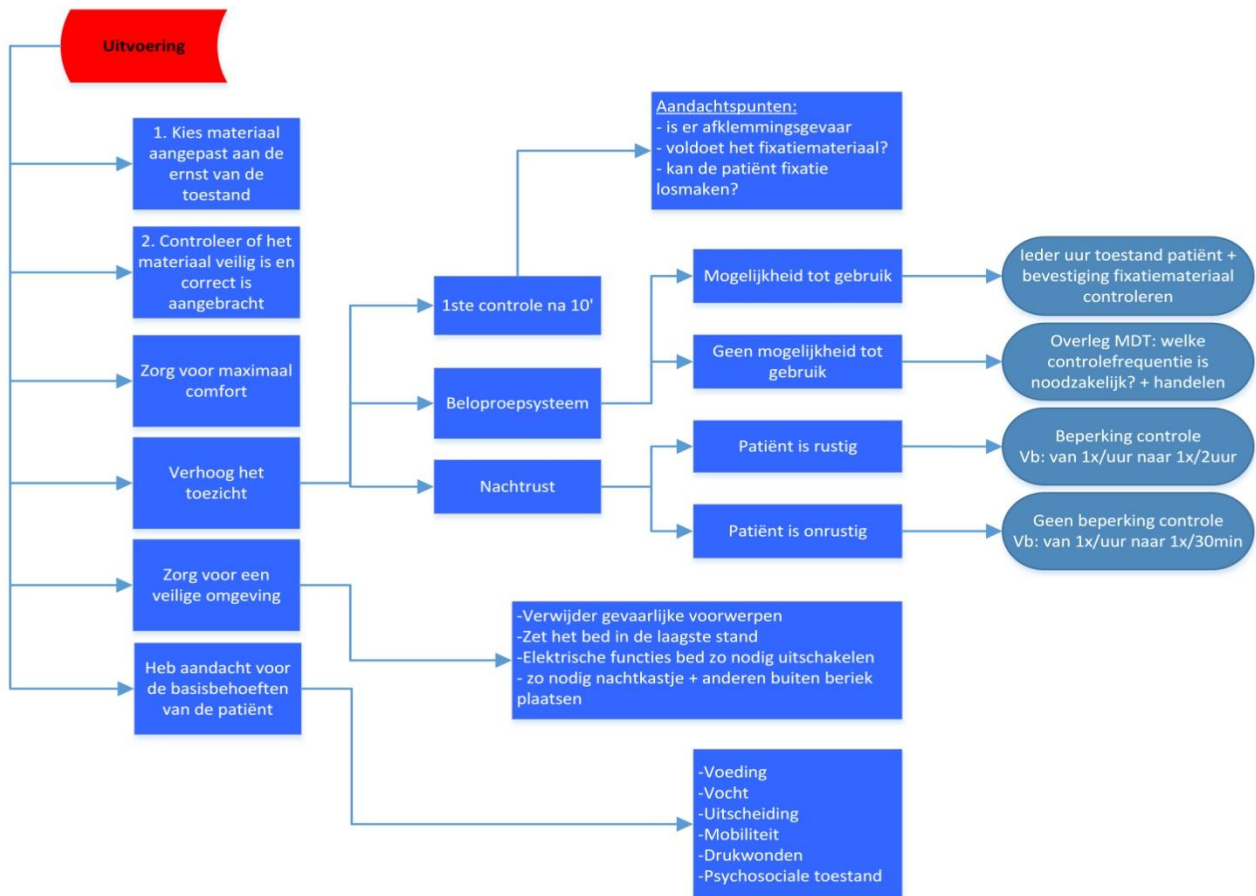 Uitvoering
1. Kies materiaal
aangepast aan de
ernst van de
toestand
2. Controleer of het
materiaal veilig is en
correct is
aangebracht
Zorg voor maximaal
comfort
Verhoog het
toezicht
Zorg voor een
veilige omgeving
Heb aandacht voor
de basisbehoeften
van de patiënt
1ste controle na 10'
Beloproepsysteem
Nachtrust
Aandachtspunten:
- is er afklemmingsgevaar
- voldoet het fixatiemateriaal?
- kan de patiënt fixatie
losmaken?
Mogelijkheid tot gebruik
Geen mogelijkheid tot
gebruik
Patiënt is rustig
Patiënt is onrustig
Ieder uur toestand patiënt +
bevestiging fixatiemateriaal
controleren
Overleg MDT: welke
controlefrequentie is
noodzakelijk? + handelen
Beperking controle
Vb: van 1x/uur naar 1x/2uur
Geen beperking controle
Vb: van 1x/uur naar 1x/30min
-Verwijder gevaarlijke voorwerpen
-Zet het bed in de laagste stand
-Elektrische functies bed zo nodig uitschakelen
- zo nodig nachtkastje + anderen buiten beriek
plaatsen
-Voeding
-Vocht
-Uitscheiding
-Mobiliteit
-Drukwonden
-Psychosociale toestand